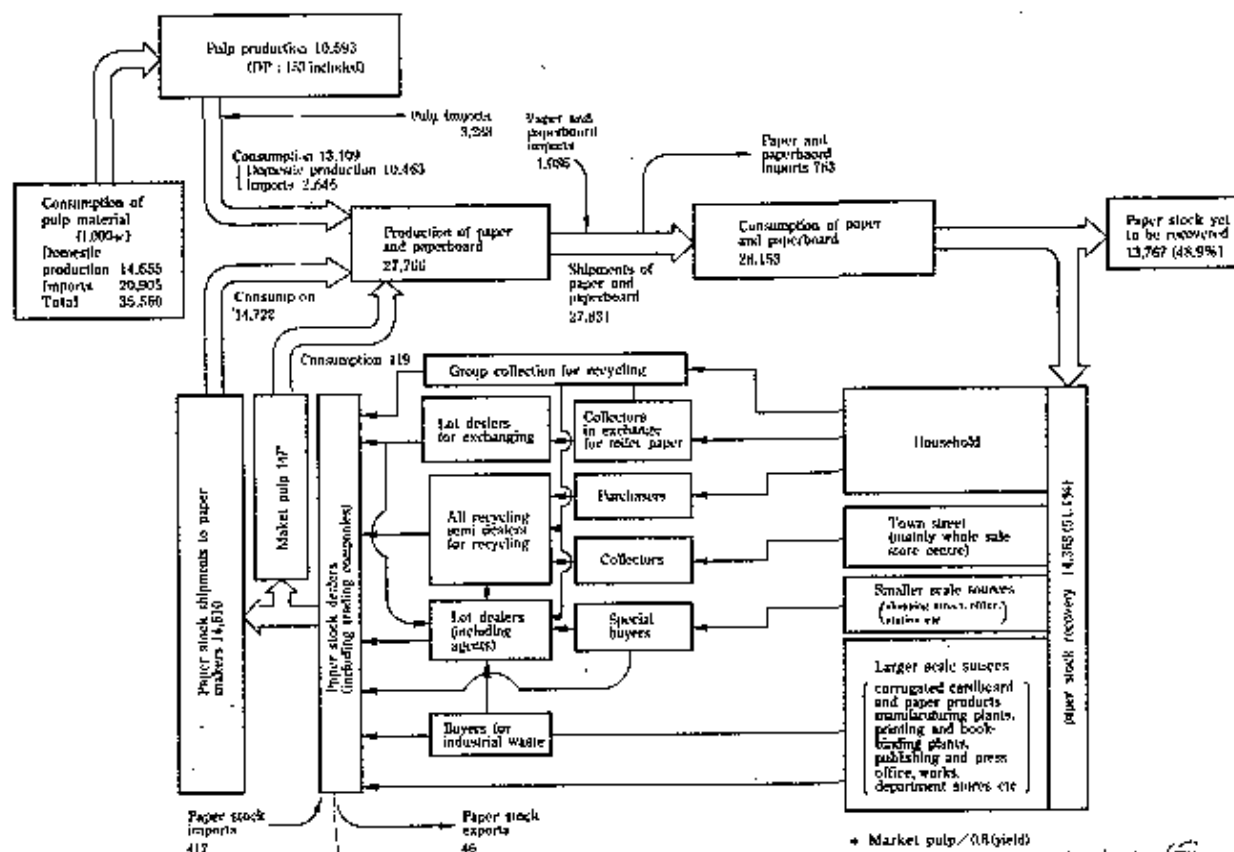 Pulp production 10,593
(DP : 153 included)
Pulp imports
3,288
Consumption 13,109
Domestic production 10,463
Imports 2,646
Paper and
paperboard
imports
Paper and
paperboard
imports 763
Consumption of
pulp material
Domestic
production 14,655
Imports 20,905
Total 35,560
Production of paper
and paperboard
27,766
Consumption of paper
and paperboard
28,153
Paper stock yet
to be recovered
13,767 (48.9%)
Shipments of
paper and
paperboard
27,831
14,722
Consumption 119
Group collection for recycling
Lot dealers
for exchanging
Collectors
in exchange
for toilet paper
Household
Purchasers
All recycling
semi dealers
for recycling
Collectors
Town street
(mainly whole sale
store centre)
Smaller scale sources
Lot dealers
(including
agents)
Special
buyers
Larger scale sources
corrugated cardboard
and paper products
manufacturing plants,
printing and book-
binding plants,
publishing and press
office, works,
department stores etc
Buyers for
industrial waste
Paper stock shipments to paper
makers 14,610
Maket pulp 147*
Paper stock dealers
(including trading companies)
paper stock recovery (51.1%)
Paper stock
imports
417
Paper stock
exports
46
Market pulp/0.8 (yield)